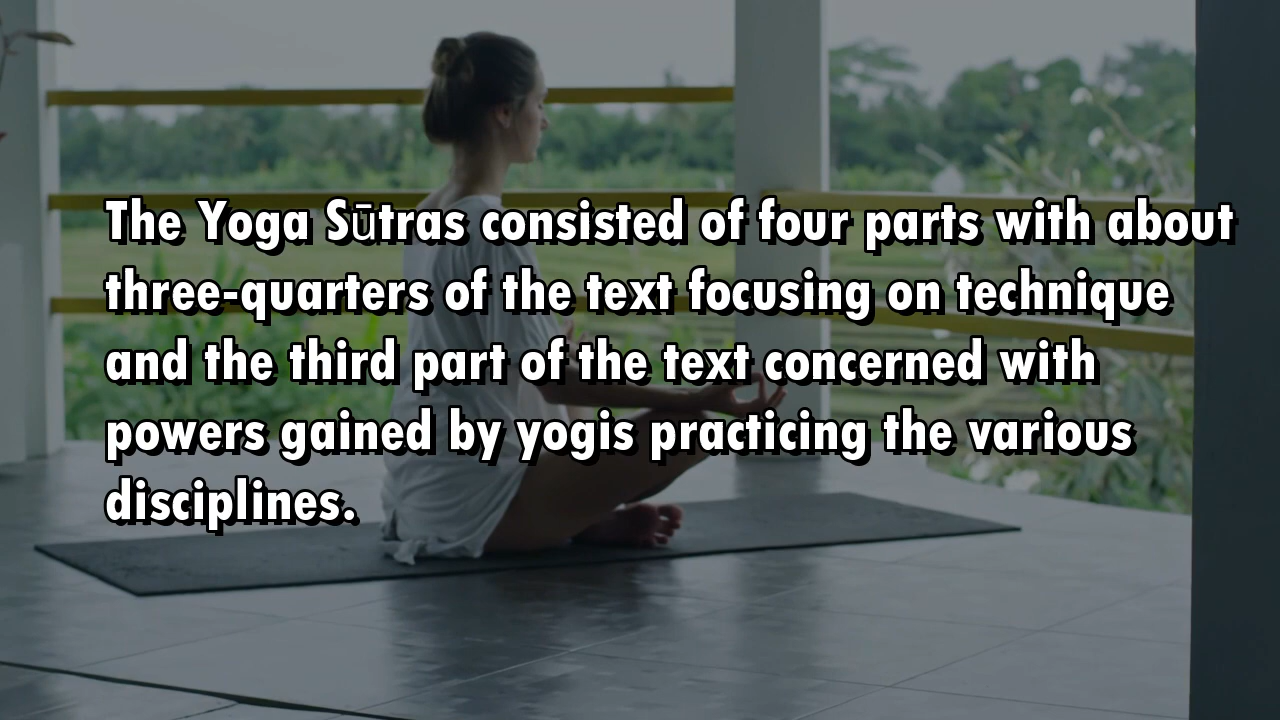 The Yoga Sūtras consisted of four parts with about
three-quarters of the text focusing on technique
and the third part of the text concerned with
powers gained by yogis practicing the various
disciplines.